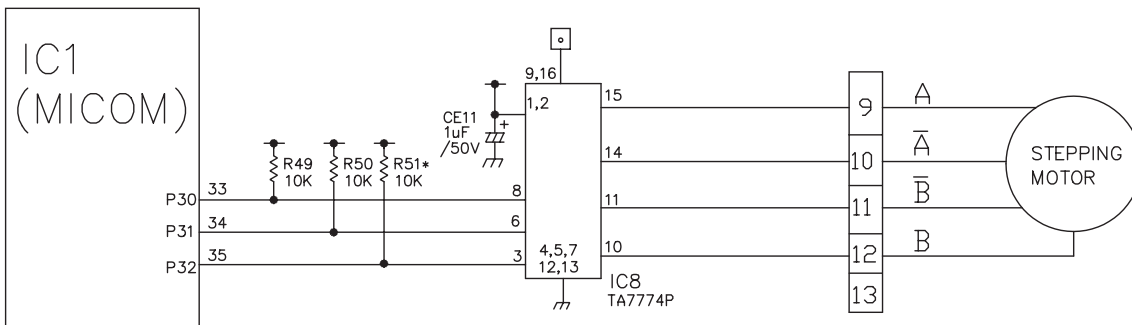 IC1
(MICOM)
P30
P31
P32
33
34
35
R49
10K
R50
10K
R51*
10K
CE11
1uF
/50V
+
9,16
1,2
8
6
3
4,5,7
12,13
15
14
11
10
IC8
TA7774P
9
10
11
12
13
A
A̅
B̅
B
STEPPING
MOTOR